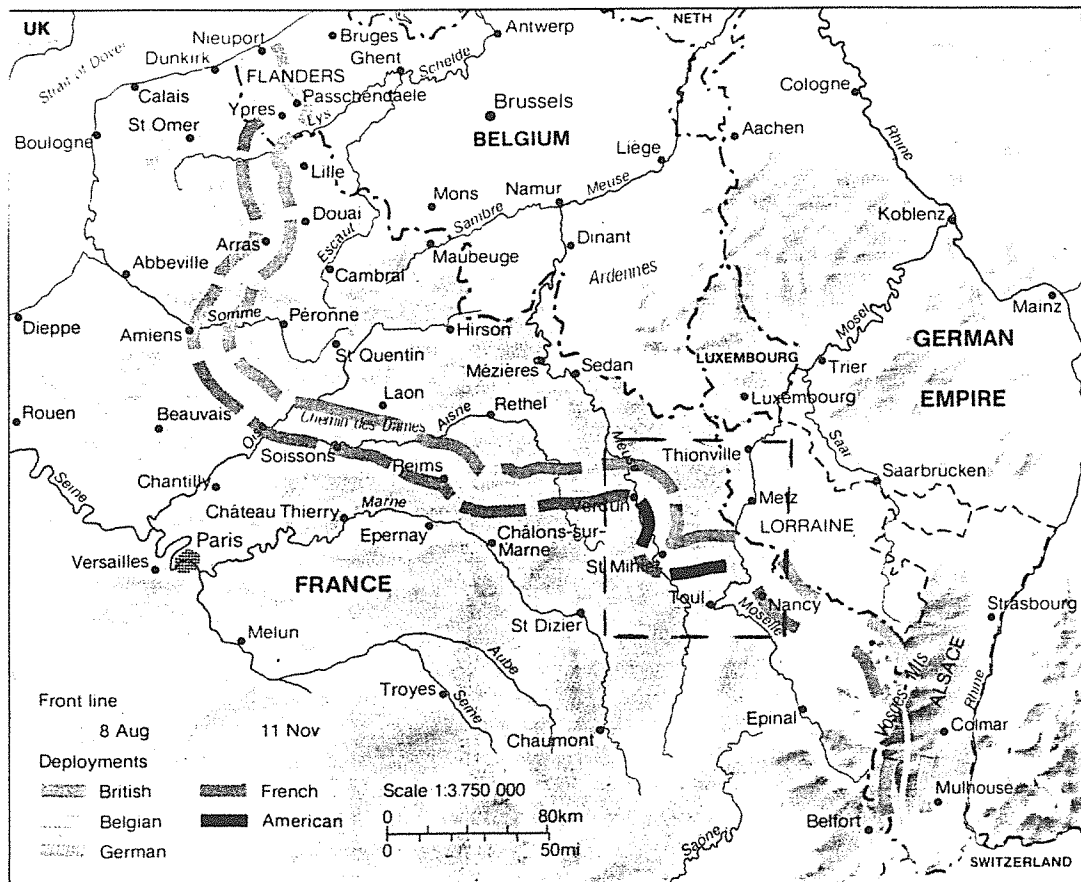 UK
NETH
Nieuport
Bruges
Antwerp
Dunkirk
Ghent
Schelde
Strait of Dover
FLANDERS
Calais
Passchendaele
Ypres
Lys
Brussels
Cologne
St Omer
Boulogne
BELGIUM
Aachen
Rhine
Liège
Lille
Mons
Namur
Meuse
Douai
Sambre
Koblenz
Arras
Escaut
Maubeuge
Dinant
Abbeville
Cambrai
Ardennes
Mainz
Dieppe
Somme
Péronne
Amiens
Hirson
Mosel
GERMAN
St Quentin
Mézières
Sedan
LUXEMBOURG
Trier
Laon
Luxembourg
EMPIRE
Rouen
Beauvais
Chemin des Dames
Aisne
Rethel
Oise
Soissons
Meuse
Thionville
Saar
Reims
Saarbrücken
Seine
Chantilly
Verdun
Metz
Château Thierry
Marne
LORRAINE
Epernay
Châlons-sur-
Marne
Paris
Versailles
St Mihiel
FRANCE
Toul
Nancy
Moselle
Strasbourg
St Dizier
Melun
Aube
Vosges Mts
ALSACE
Rhine
Troyes
Seine
Epinal
Colmar
Chaumont
Front line
8 Aug 11 Nov
Deployments
British French
Belgian American
German
Scale 1:3 750 000
0 80km
0 50mi
Mulhouse
Belfort
Saône
SWITZERLAND